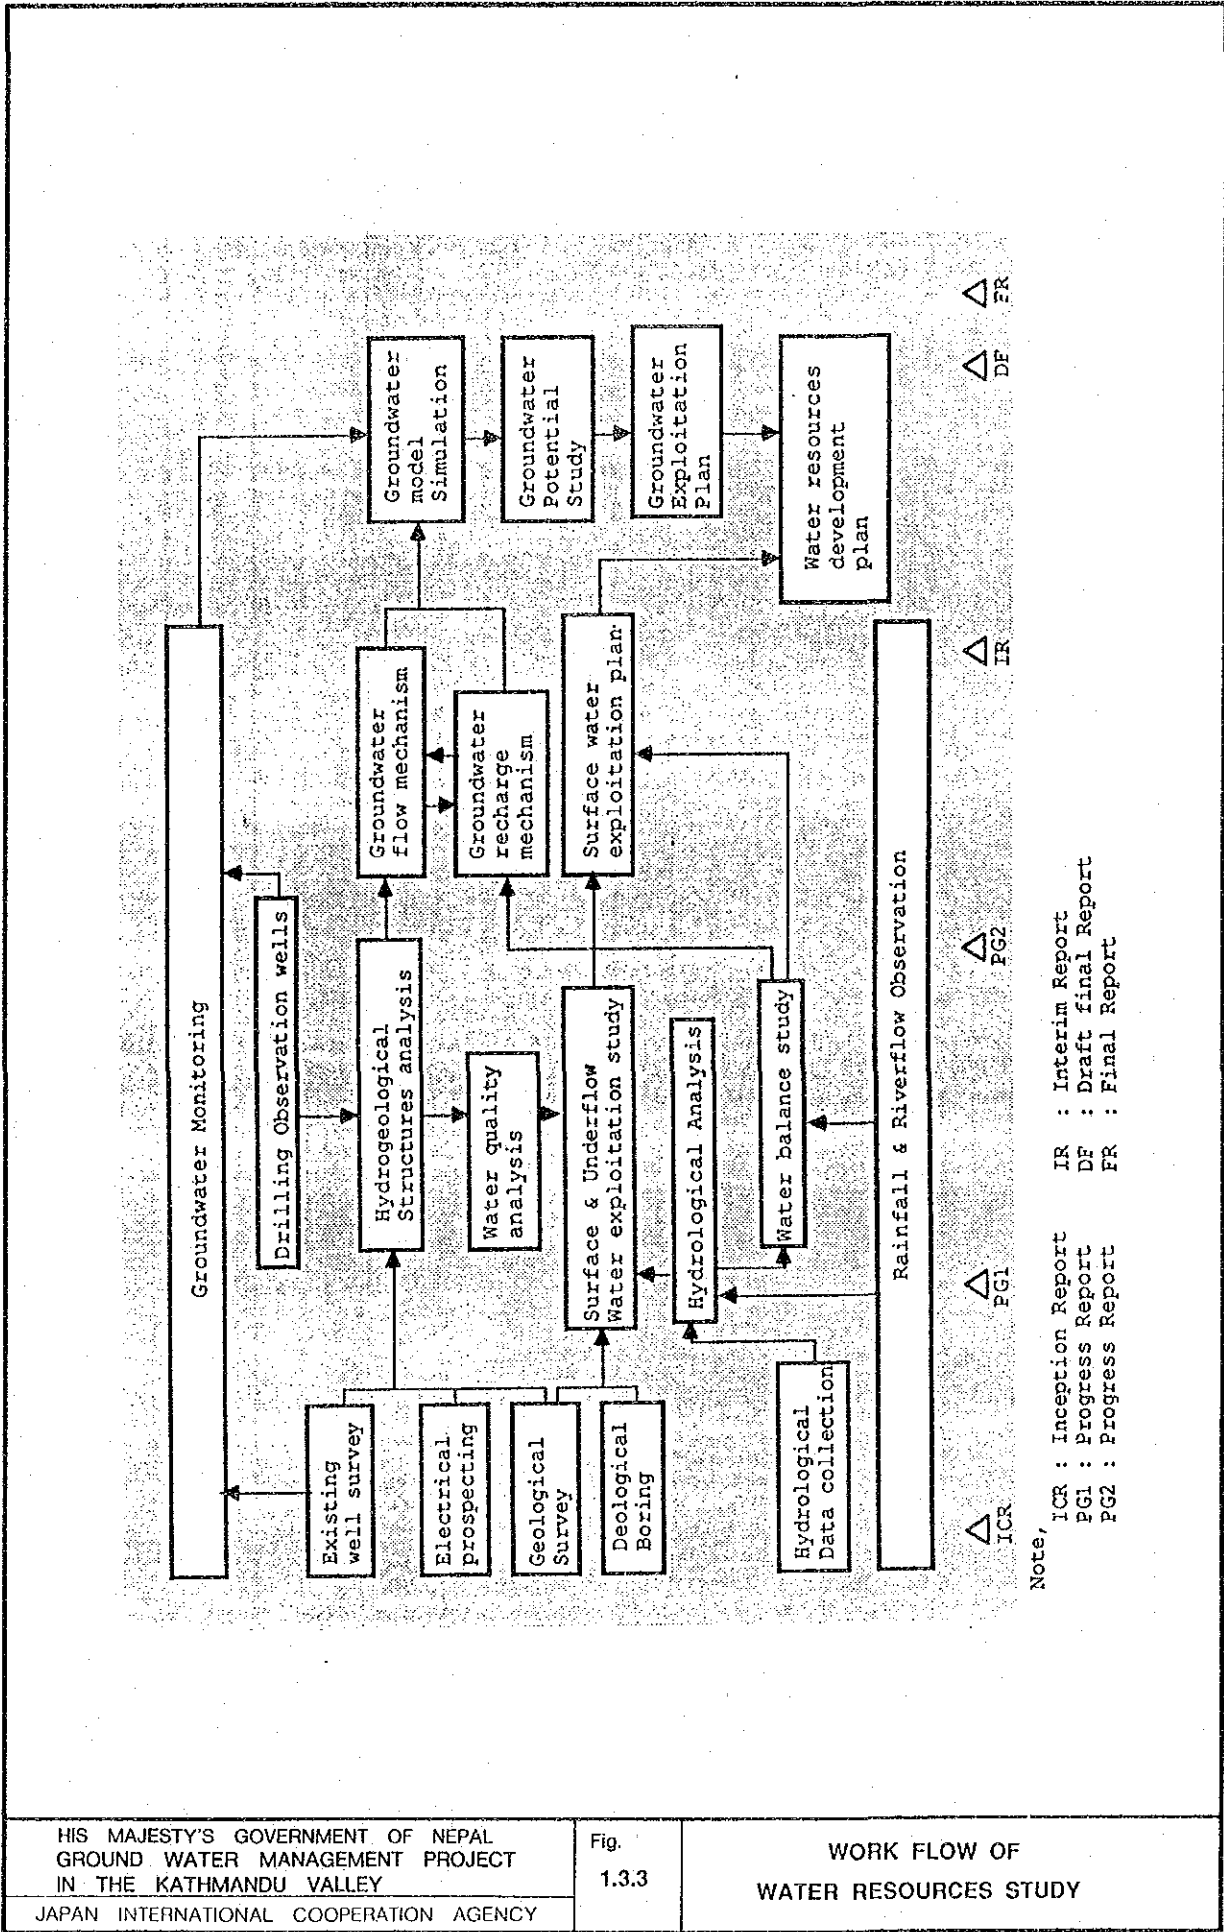 Groundwater Monitoring
Drilling Observation wells
Existing
well survey
Electrical
prospecting
Geological
Survey
Deological
Boring
Hydrological
Data collection
Hydrogeological
Structures analysis
Water quality
analysis
Surface & Underflow
Water exploitation study
Hydrological Analysis
Water balance study
Rainfall & Riverflow Observation
Groundwater
flow mechanism
Groundwater
recharge
mechanism
Surface water
exploitation plan
Groundwater
model
Simulation
Groundwater
Potential
Study
Groundwater
Exploitation
Plan
Water resources
development
plan
ICR
PG1
PG2
IR
DF
FR
Note,
ICR : Inception Report IR : Interim Report
PG1 : Progress Report DF : Draft final Report
PG2 : Progress Report FR : Final Report
HIS MAJESTY'S GOVERNMENT OF NEPAL
GROUND WATER MANAGEMENT PROJECT
IN THE KATHMANDU VALLEY
JAPAN INTERNATIONAL COOPERATION AGENCY
Fig.
1.3.3
WORK FLOW OF
WATER RESOURCES STUDY